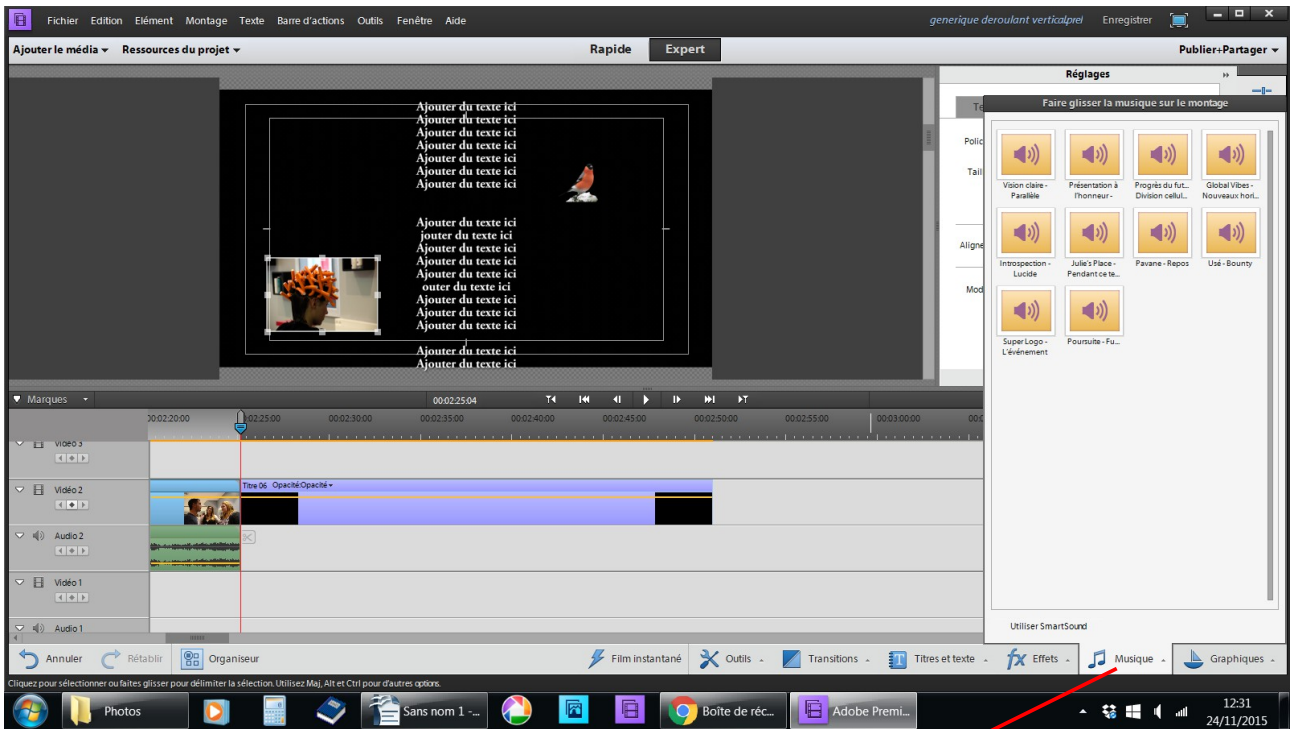 Fichier Edition Elément Montage Texte Barre d'actions Outils Fenêtre Aide
generique deroulant verticalprel Enregistrer
Ajouter le média Ressources du projet
Rapide Expert
Publier+Partager
Réglages
Faire glisser la musique sur le montage
Te
Polic
Tail
Aligne
Mod
Ajouter du texte ici
Ajouter du texte ici
Ajouter du texte ici
Ajouter du texte ici
Ajouter du texte ici
Ajouter du texte ici
Ajouter du texte ici
Ajouter du texte ici
jouter du texte ici
Ajouter du texte ici
Ajouter du texte ici
Ajouter du texte ici
outer du texte ici
Ajouter du texte ici
Ajouter du texte ici
Ajouter du texte ici
Ajouter du texte ici
Ajouter du texte ici
Vision claire -
Parallèle
Présentation à
l'honneur -
Progrès du fut...
Division cellul...
Global Vibes -
Nouveaux hori...
Introspection -
Lucide
Julie's Place -
Pendant ce te...
Pavane - Repos
Usé - Bounty
Super Logo -
L'événement
Poursuite - Fu...
Utiliser SmartSound
Marques
00:02:25:04
00:02:20:00 02:25:00 00:02:30:00 00:02:35:00 00:02:40:00 00:02:45:00 00:02:50:00 00:02:55:00 00:03:00:00 00:0
Vidéo 3
Vidéo 2
Titre 06 Opacité:Opacité
Audio 2
Vidéo 1
Audio 1
Annuler Rétablir Organiseur
Film instantané Outils Transitions Titres et texte fx Effets Musique Graphiques
Cliquez pour sélectionner ou faites glisser pour délimiter la sélection. Utilisez Maj, Alt et Ctrl pour d'autres options.
Photos
Sans nom 1 -...
Boîte de réc...
Adobe Premi...
12:31
24/11/2015